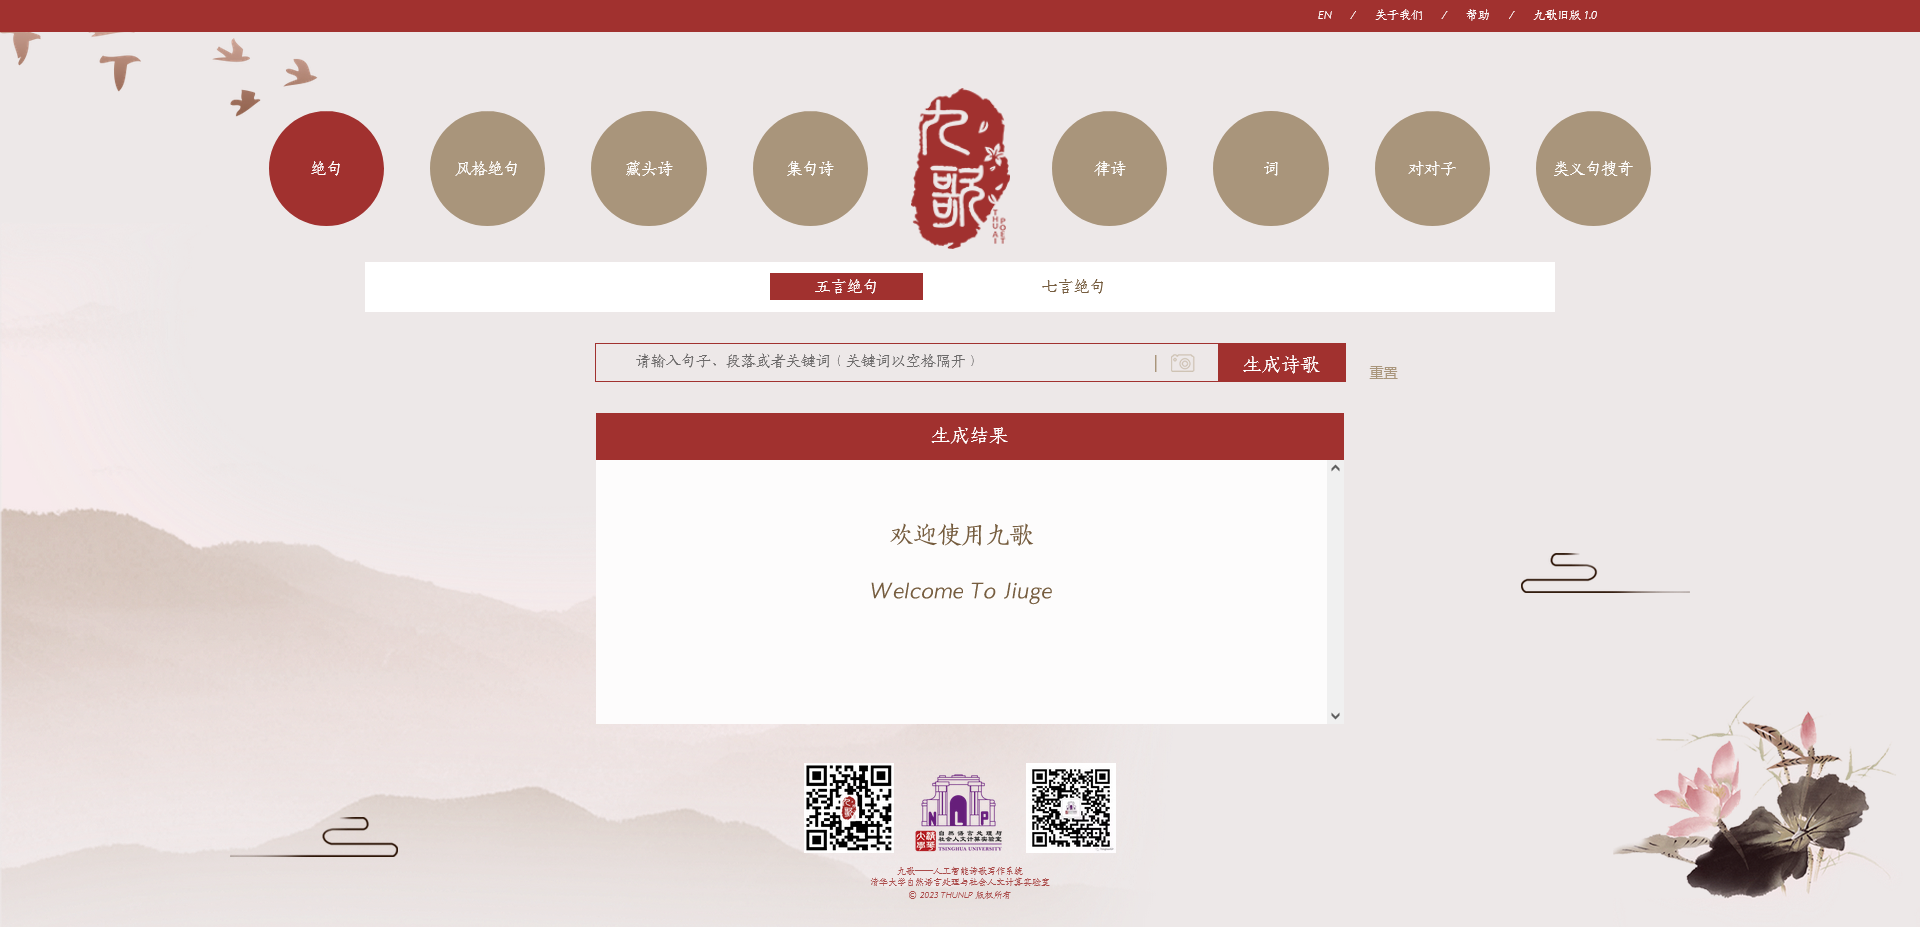 EN / 关于我们 / 帮助 / 九歌旧版 1.0
绝句
风格绝句
藏头诗
集句诗
九歌
THUAI
POET
律诗
词
对对子
类义句搜奇
五言绝句 七言绝句
请输入句子、段落或者关键词（关键词以空格隔开） | 生成诗歌 重置
生成结果
欢迎使用九歌
Welcome To Jiuge
九歌
NLP
自然语言处理与
社会人文计算实验室
TSINGHUA UNIVERSITY
九歌——人工智能诗歌写作系统
清华大学自然语言处理与社会人文计算实验室
© 2023 THUNLP 版权所有